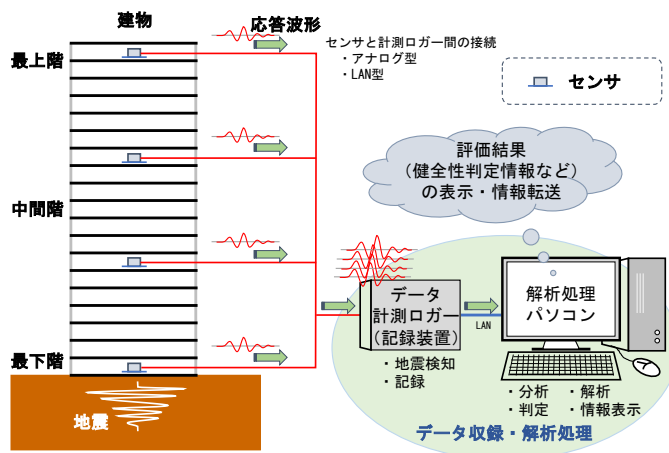 建物
応答波形
最上階
中間階
最下階
地震
センサと計測ロガー間の接続
・アナログ型
・LAN型
センサ
評価結果
（健全性判定情報など）
の表示・情報転送
データ
計測ロガー
（記録装置）
・地震検知
・記録
LAN
解析処理
パソコン
・分析　・解析
・判定　・情報表示
データ収録・解析処理